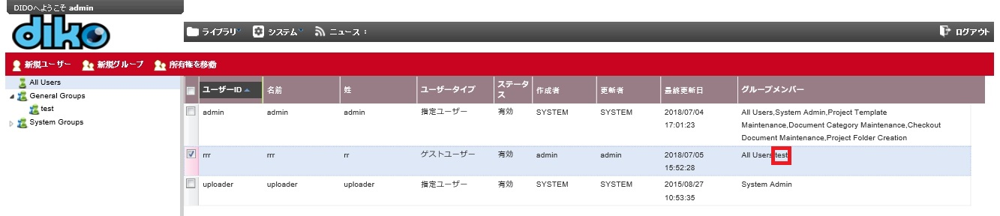 DIDOへようこそ admin
diko
ライブラリ システム ニュース : ログアウト
新規ユーザー 新規グループ 所有権を移動
All Users
General Groups
test
System Groups
ユーザーID 名前 姓 ユーザータイプ ステータス 作成者 更新者 最終更新日 グループメンバー
admin admin admin 指定ユーザー 有効 SYSTEM SYSTEM 2018/07/04 All Users,System Admin,Project Template
17:01:23 Maintenance,Document Category Maintenance,Checkout
Document Maintenance,Project Folder Creation
rrr rrr rr ゲストユーザー 有効 admin admin 2018/07/05 All Users,test
15:52:28
uploader uploader uploader 指定ユーザー 有効 SYSTEM SYSTEM 2015/08/27 System Admin
10:53:35